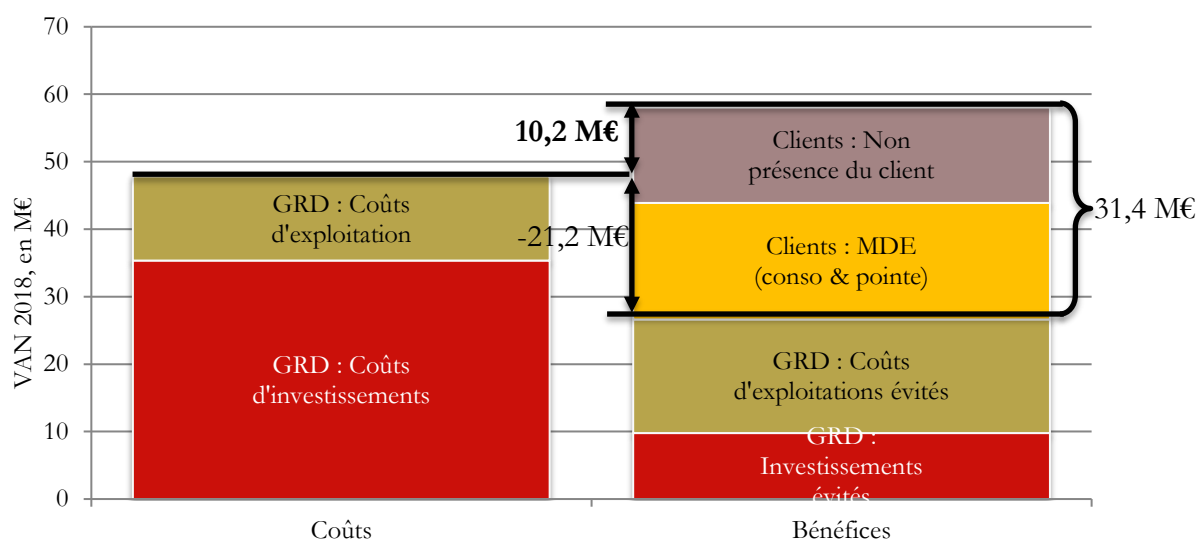 VAN 2018, en M€
70
60
50
40
30
20
10
0
10,2 M€
-21,2 M€
31,4 M€
GRD : Coûts
d'exploitation
GRD : Coûts
d'investissements
Clients : Non
présence du client
Clients : MDE
(conso & pointe)
GRD : Coûts
d'exploitations évités
GRD :
Investissements
évités
Coûts
Bénéfices